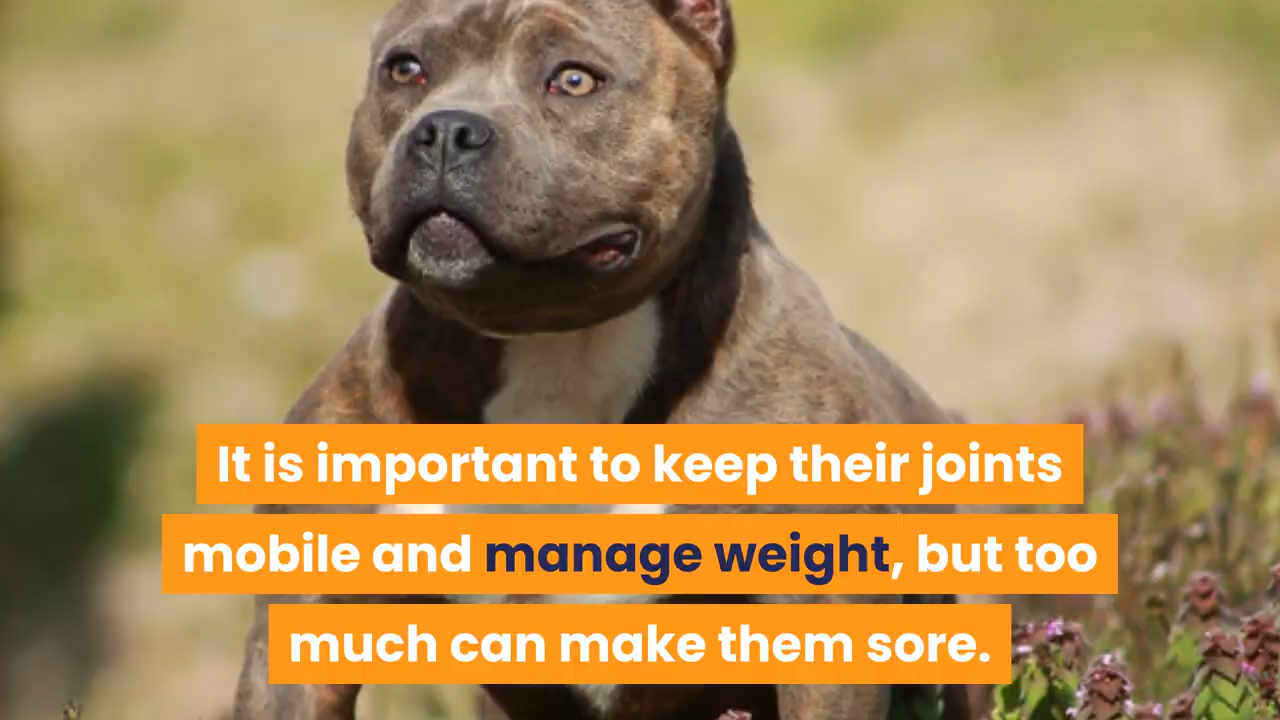 It is important to keep their joints
mobile and manage weight, but too
much can make them sore.